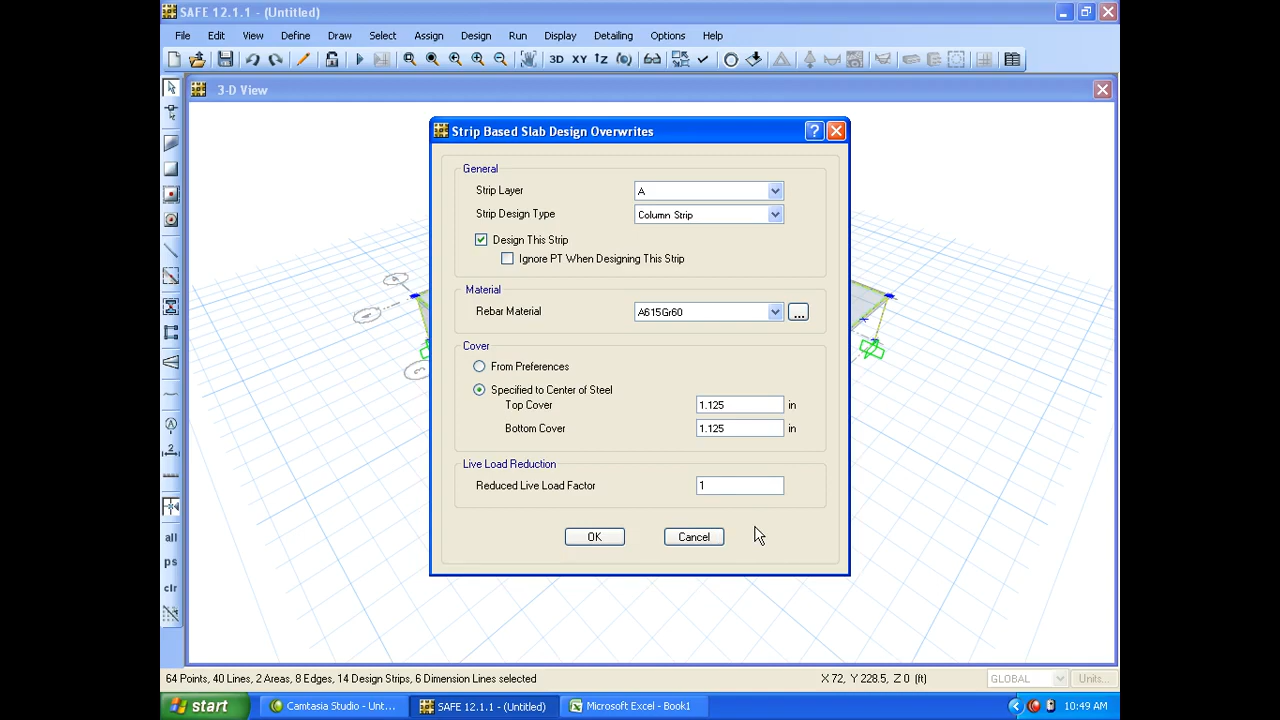 SAFE 12.1.1 - (Untitled)
File Edit View Define Draw Select Assign Design Run Display Detailing Options Help
3D XY
3-D View
Strip Based Slab Design Overwrites
General
Strip Layer A
Strip Design Type Column Strip
Design This Strip
Ignore PT When Designing This Strip
Material
Rebar Material A615Gr60 ...
Cover
From Preferences
Specified to Center of Steel
Top Cover 1.125 in
Bottom Cover 1.125 in
Live Load Reduction
Reduced Live Load Factor 1
OK Cancel
all
ps
clr
64 Points, 40 Lines, 2 Areas, 8 Edges, 14 Design Strips, 6 Dimension Lines selected X 72, Y 228.5, Z 0 (ft) GLOBAL Units...
start Camtasia Studio - Unt... SAFE 12.1.1 - (Untitled) Microsoft Excel - Book1 10:49 AM